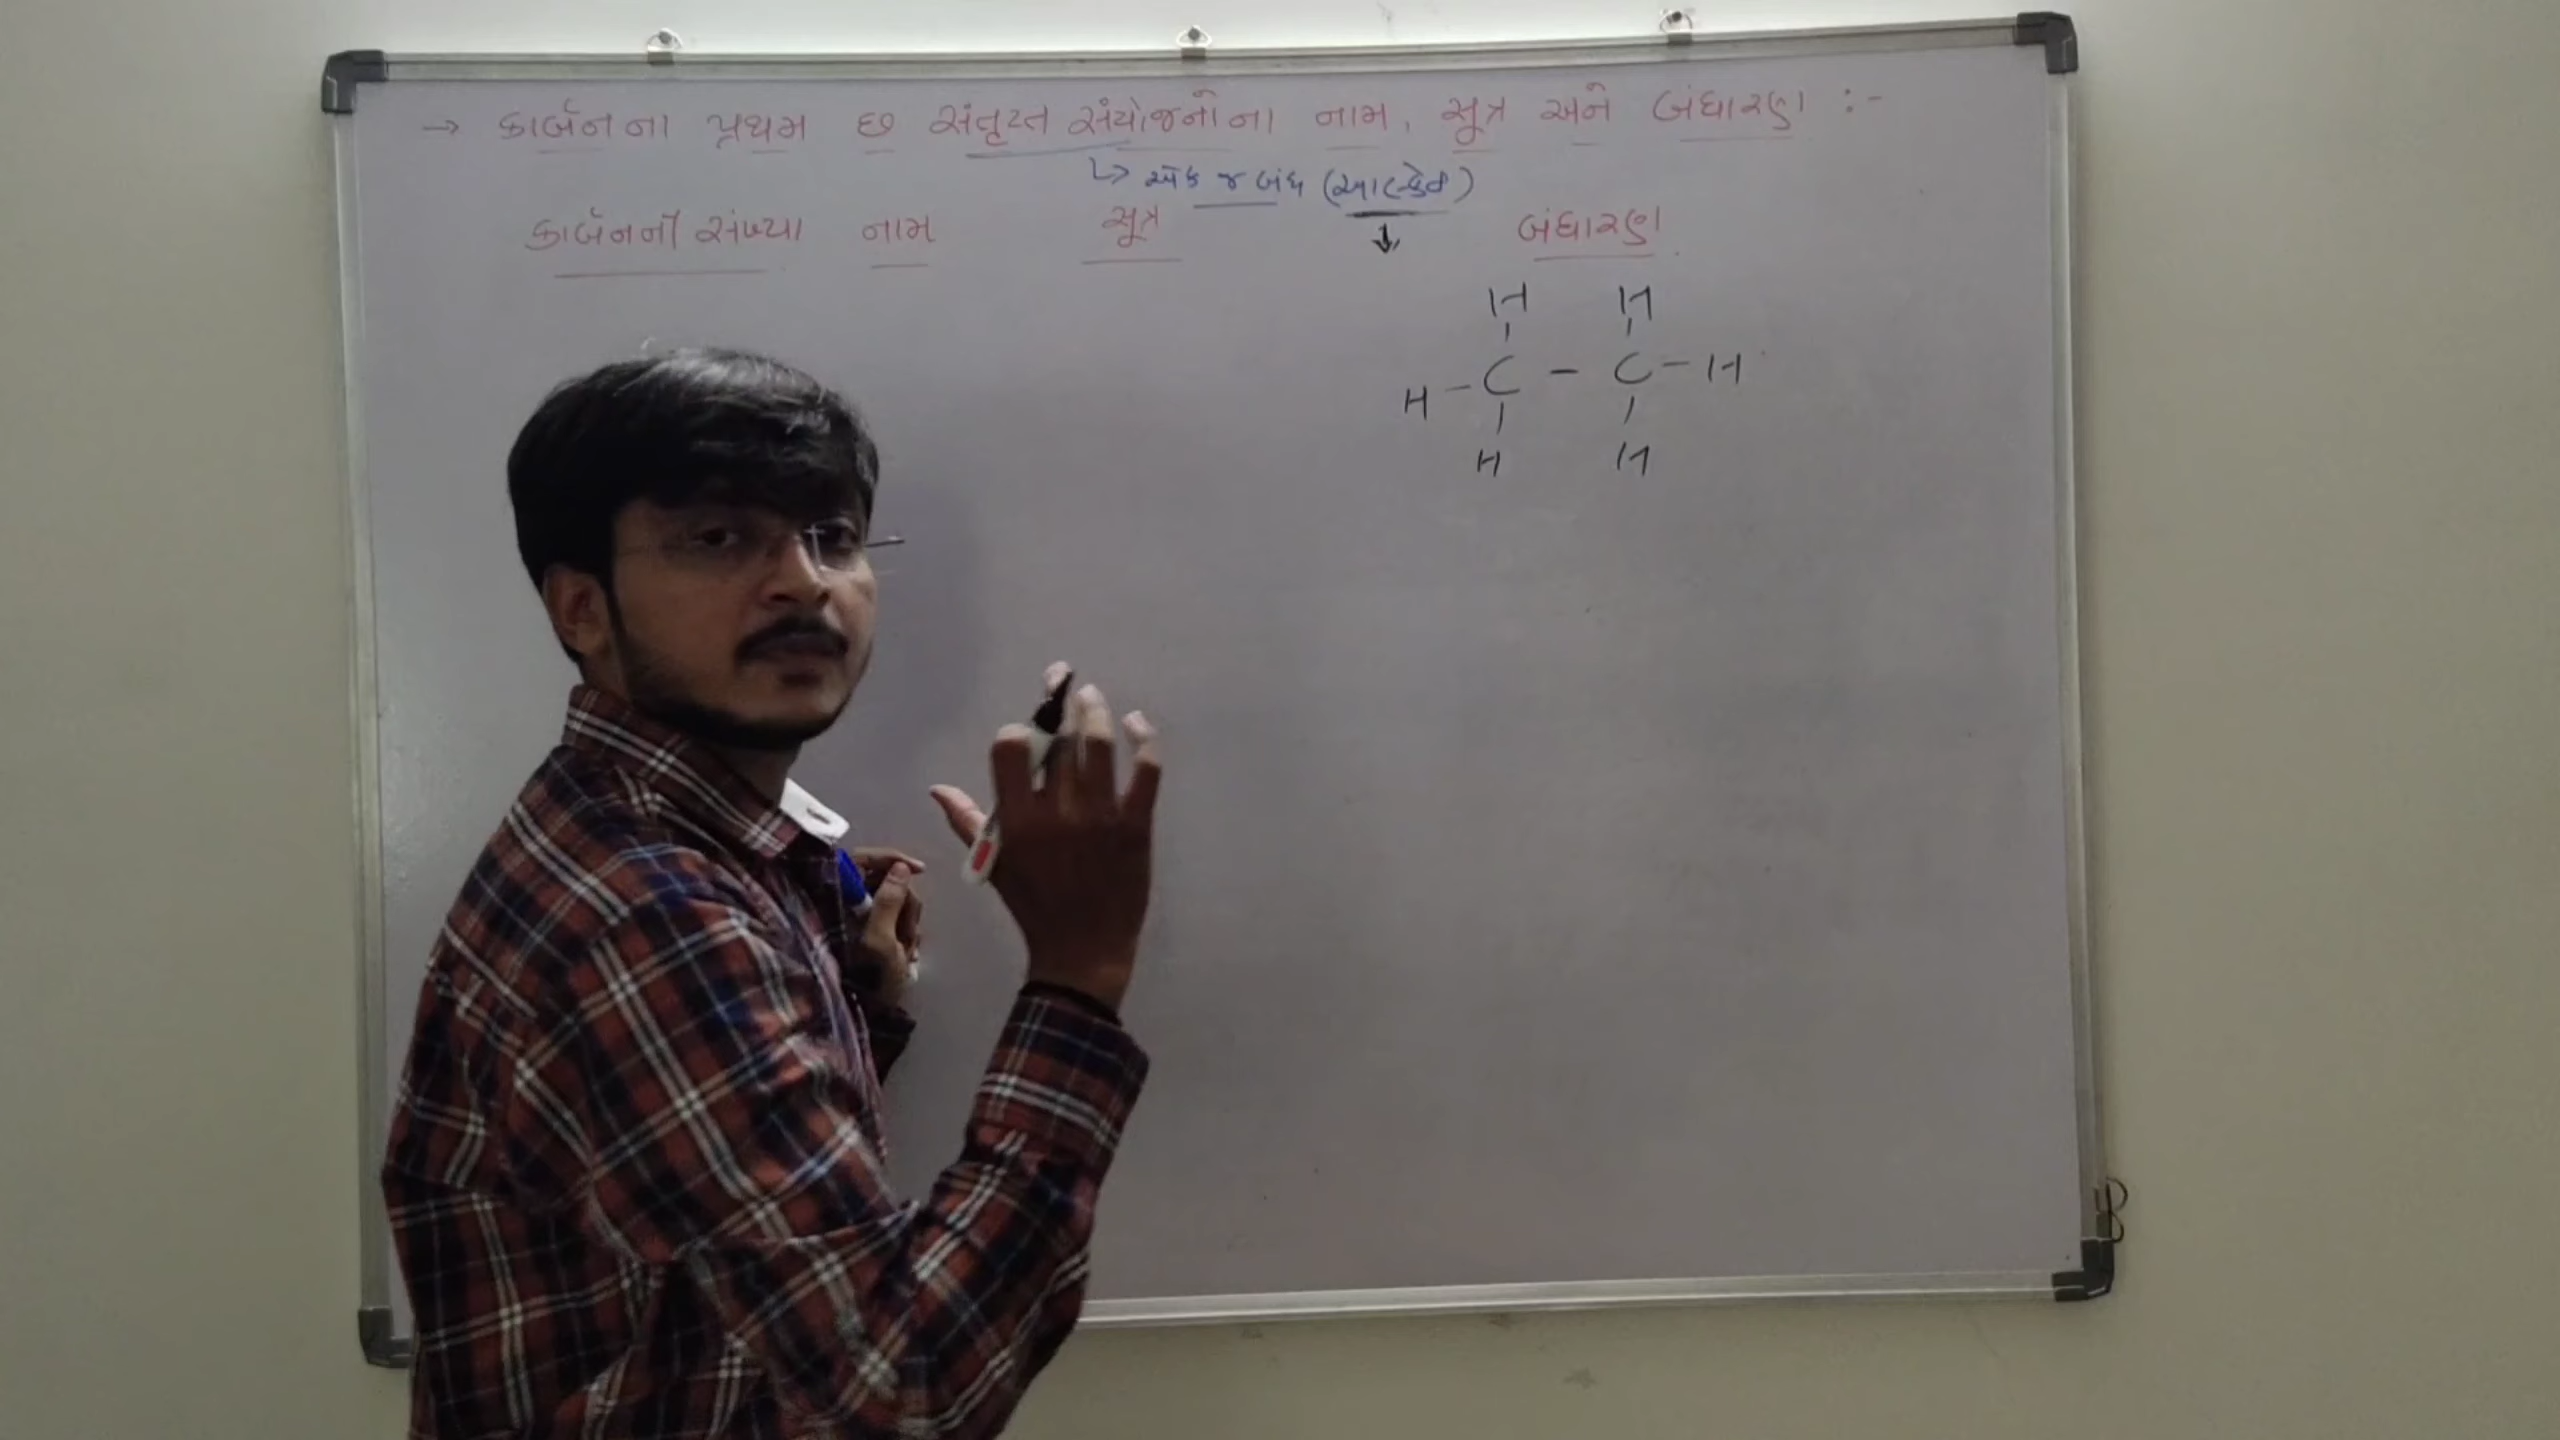 → કાર્બનના પ્રથમ છ સંતૃપ્ત સંયોજનોના નામ, સૂત્ર અને બંધારણ :-
↳ એક જ બંધ (આલ્કેન)
કાર્બનની સંખ્યા નામ સૂત્ર ↓ બંધારણ
H H
H - C - C - H
H H